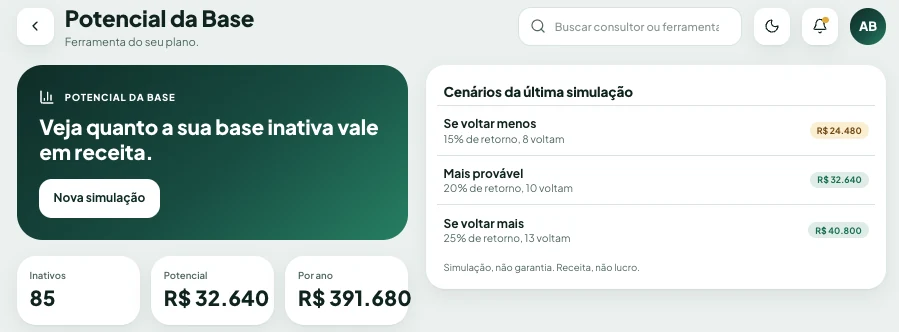 Potencial da Base
Ferramenta do seu plano.
Buscar consultor ou ferramenta
AB
POTENCIAL DA BASE
Veja quanto a sua base inativa vale
em receita.
Nova simulação
Inativos
85
Potencial
R$ 32.640
Por ano
R$ 391.680
Cenários da última simulação
Se voltar menos
15% de retorno, 8 voltam
R$ 24.480
Mais provável
20% de retorno, 10 voltam
R$ 32.640
Se voltar mais
25% de retorno, 13 voltam
R$ 40.800
Simulação, não garantia. Receita, não lucro.